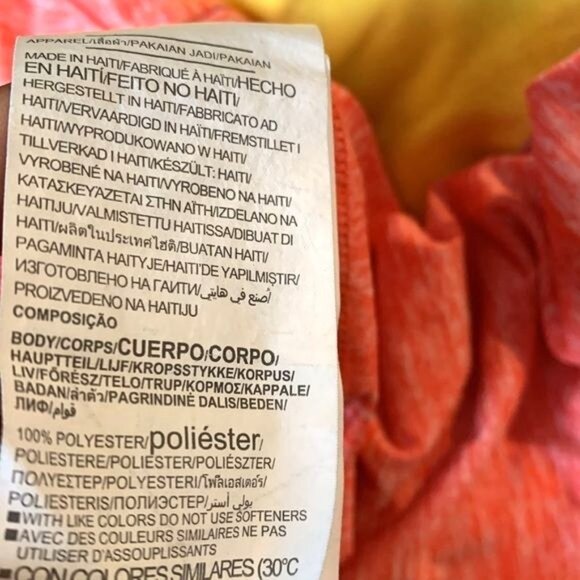 APPAREL/เสื้อผ้า/PAKAIAN JADI/PAKAIAN
MADE IN HAITI/FABRIQUÉ À HAÏTI/HECHO
EN HAITÍ/FEITO NO HAITI/
HERGESTELLT IN HAITI/FABBRICATO AD
HAITI/VERVAARDIGD IN HAÏTI/FREMSTILLET I
HAITI/WYPRODUKOWANO W HAITI/
TILLVERKAD I HAITI/KÉSZÜLT: HAITI/
VYROBENÉ NA HAITI/VYROBENO NA HAITI/
ΚΑΤΑΣΚΕΥΑΖΕΤΑΙ ΣΤΗΝ ΑΪΤΗ/IZDELANO NA
HAITIJU/VALMISTETTU HAITISSA/DIBUAT DI
HAITI/ผลิตในประเทศไฮติ/BUATAN HAITI/
PAGAMINTA HAITYJE/HAITI'DE YAPILMIŞTIR/
ИЗГОТОВЛЕНО НА ГАИТИ/صنع في هايتي/
PROIZVEDENO NA HAITIJU
COMPOSIÇÃO
BODY/CORPS/CUERPO/CORPO/
HAUPTTEIL/LIJF/KROPSSTYKKE/KORPUS/
LIV/FŐRÉSZ/TELO/TRUP/ΚΟΡΜΟΣ/KAPPALE/
BADAN/ลำตัว/PAGRINDINĖ DALIS/BEDEN/
ЛИФ/قوام/
100% POLYESTER/poliéster/
POLIESTERE/POLIESTER/POLIÉSZTER/
ΠΟΛΥΕΣΤΕΡ/POLYESTERI/โพลีเอสเตอร์/
POLIESTERIS/ПОЛИЭСТЕР/بولي أستر/
■WITH LIKE COLORS DO NOT USE SOFTENERS
■AVEC DES COULEURS SIMILAIRES NE PAS
UTILISER D'ASSOUPLISSANTS
■CON COLORES SIMILARES (30°C